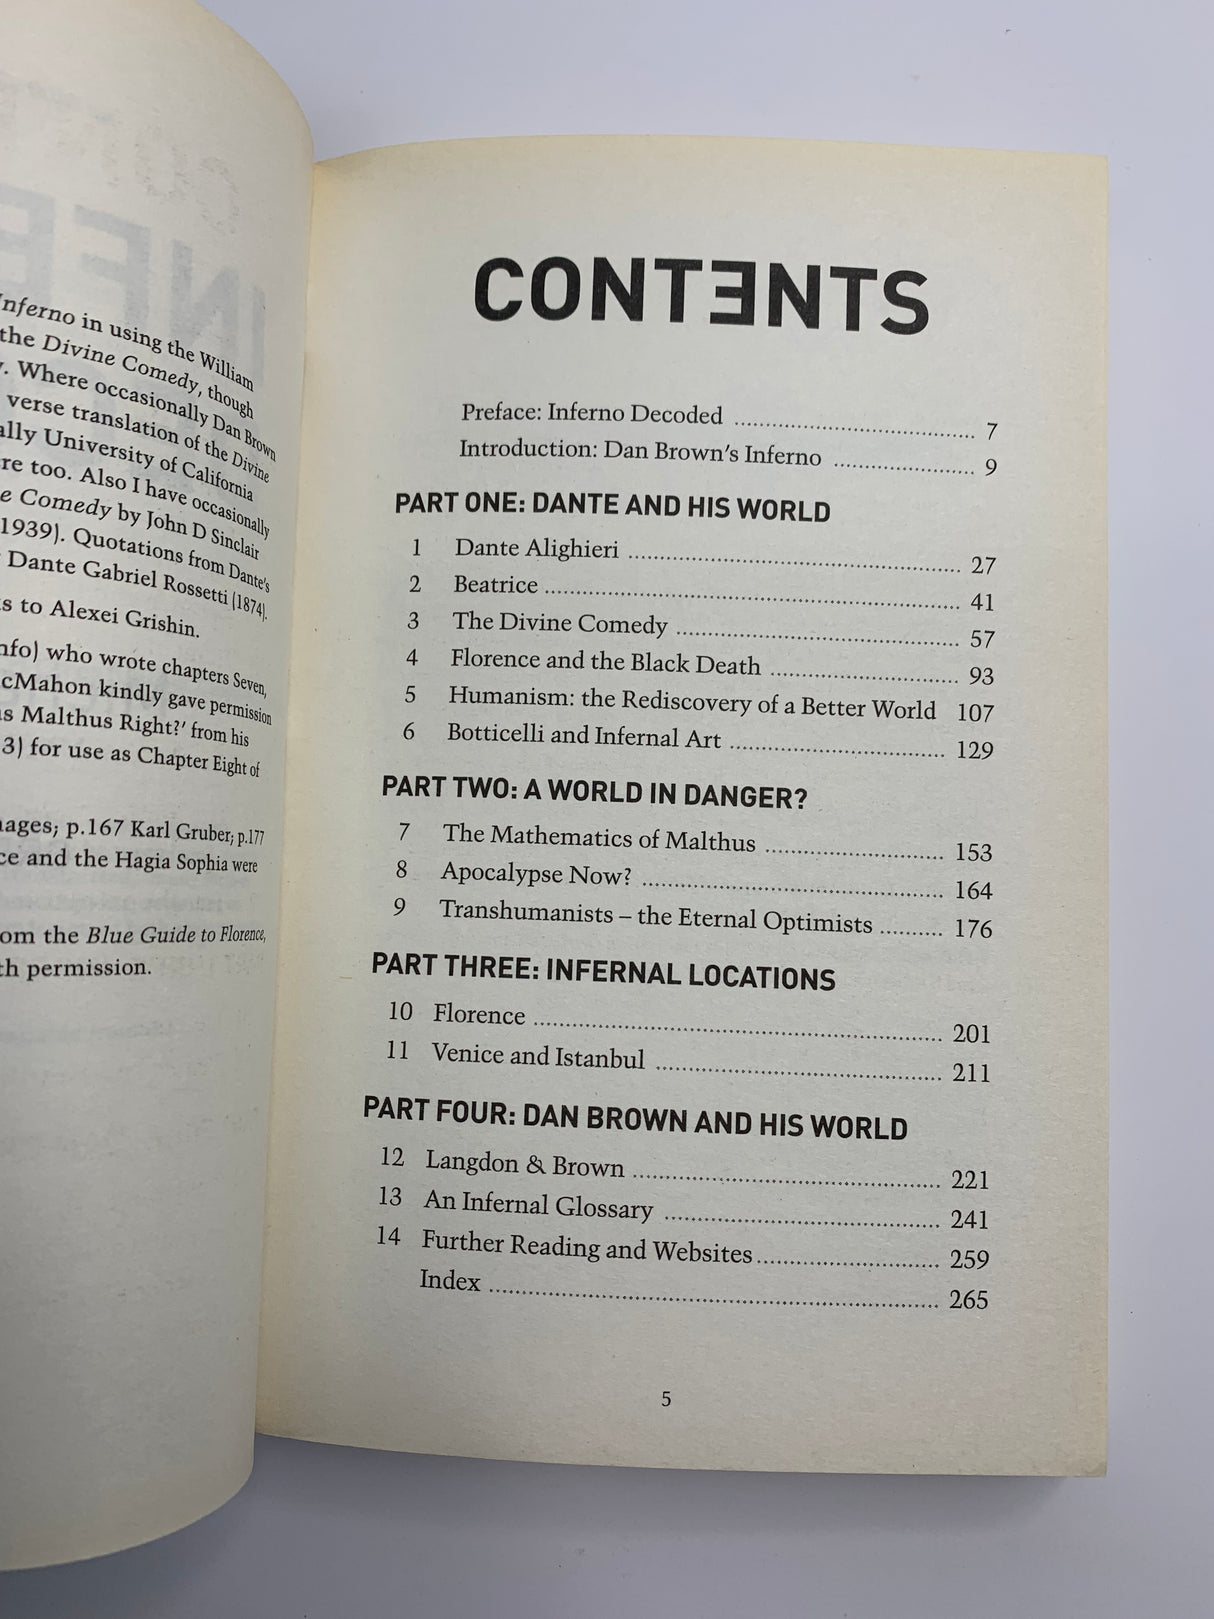 Inferno in using the William
the Divine Comedy, though
. Where occasionally Dan Brown
verse translation of the Divine
ally University of California
re too. Also I have occasionally
e Comedy by John D Sinclair
1939). Quotations from Dante's
Dante Gabriel Rossetti (1874).
s to Alexei Grishin.
nfo) who wrote chapters Seven,
cMahon kindly gave permission
s Malthus Right?' from his
3) for use as Chapter Eight of
ages; p.167 Karl Gruber; p.177
ce and the Hagia Sophia were
om the Blue Guide to Florence,
th permission.
CONTƎNTS
Preface: Inferno Decoded 7
Introduction: Dan Brown's Inferno 9
PART ONE: DANTE AND HIS WORLD
1 Dante Alighieri 27
2 Beatrice 41
3 The Divine Comedy 57
4 Florence and the Black Death 93
5 Humanism: the Rediscovery of a Better World 107
6 Botticelli and Infernal Art 129
PART TWO: A WORLD IN DANGER?
7 The Mathematics of Malthus 153
8 Apocalypse Now? 164
9 Transhumanists – the Eternal Optimists 176
PART THREE: INFERNAL LOCATIONS
10 Florence 201
11 Venice and Istanbul 211
PART FOUR: DAN BROWN AND HIS WORLD
12 Langdon & Brown 221
13 An Infernal Glossary 241
14 Further Reading and Websites 259
Index 265
5